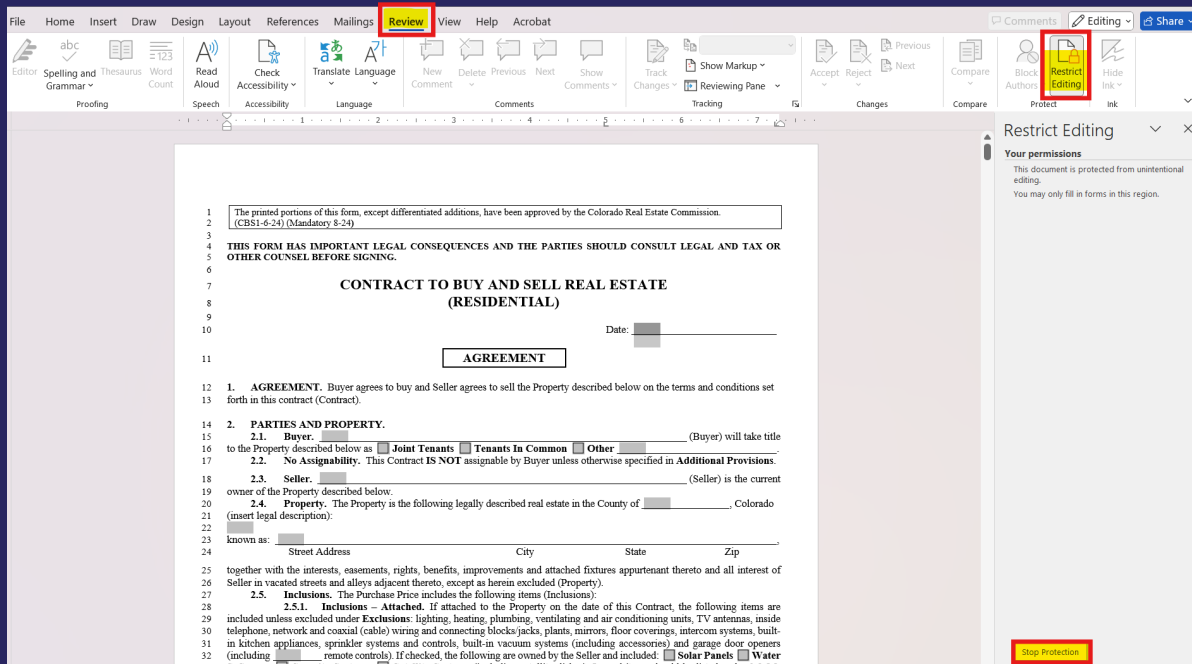 File Home Insert Draw Design Layout References Mailings Review View Help Acrobat
Comments Editing Share
Editor Spelling and Grammar Thesaurus Word Count
Read Aloud
Check Accessibility
Translate Language
New Comment Delete Previous Next Show Comments
Track Changes Show Markup Reviewing Pane
Accept Reject Previous Next
Compare
Block Authors Restrict Editing
Hide Ink
Proofing Speech Accessibility Language Comments Tracking Changes Compare Protect Ink
1 2 3 4 5 6 7
Restrict Editing
Your permissions
This document is protected from unintentional
editing.
You may only fill in forms in this region.
1 The printed portions of this form, except differentiated additions, have been approved by the Colorado Real Estate Commission.
2 (CBS1-6-24) (Mandatory 8-24)
3
4 THIS FORM HAS IMPORTANT LEGAL CONSEQUENCES AND THE PARTIES SHOULD CONSULT LEGAL AND TAX OR
5 OTHER COUNSEL BEFORE SIGNING.
6
7 CONTRACT TO BUY AND SELL REAL ESTATE
8 (RESIDENTIAL)
9
10 Date:
11 AGREEMENT
12 1. AGREEMENT. Buyer agrees to buy and Seller agrees to sell the Property described below on the terms and conditions set
13 forth in this contract (Contract).
14 2. PARTIES AND PROPERTY.
15 2.1. Buyer. (Buyer) will take title
16 to the Property described below as Joint Tenants Tenants In Common Other .
17 2.2. No Assignability. This Contract IS NOT assignable by Buyer unless otherwise specified in Additional Provisions.
18 2.3. Seller. (Seller) is the current
19 owner of the Property described below.
20 2.4. Property. The Property is the following legally described real estate in the County of , Colorado
21 (insert legal description):
22
23 known as: ,
24 Street Address City State Zip
25 together with the interests, easements, rights, benefits, improvements and attached fixtures appurtenant thereto and all interest of
26 Seller in vacated streets and alleys adjacent thereto, except as herein excluded (Property).
27 2.5. Inclusions. The Purchase Price includes the following items (Inclusions):
28 2.5.1. Inclusions – Attached. If attached to the Property on the date of this Contract, the following items are
29 included unless excluded under Exclusions: lighting, heating, plumbing, ventilating and air conditioning units, TV antennas, inside
30 telephone, network and coaxial (cable) wiring and connecting blocks/jacks, plants, mirrors, floor coverings, intercom systems, built-
31 in kitchen appliances, sprinkler systems and controls, built-in vacuum systems (including accessories) and garage door openers
32 (including remote controls). If checked, the following are owned by the Seller and included: Solar Panels Water
Stop Protection